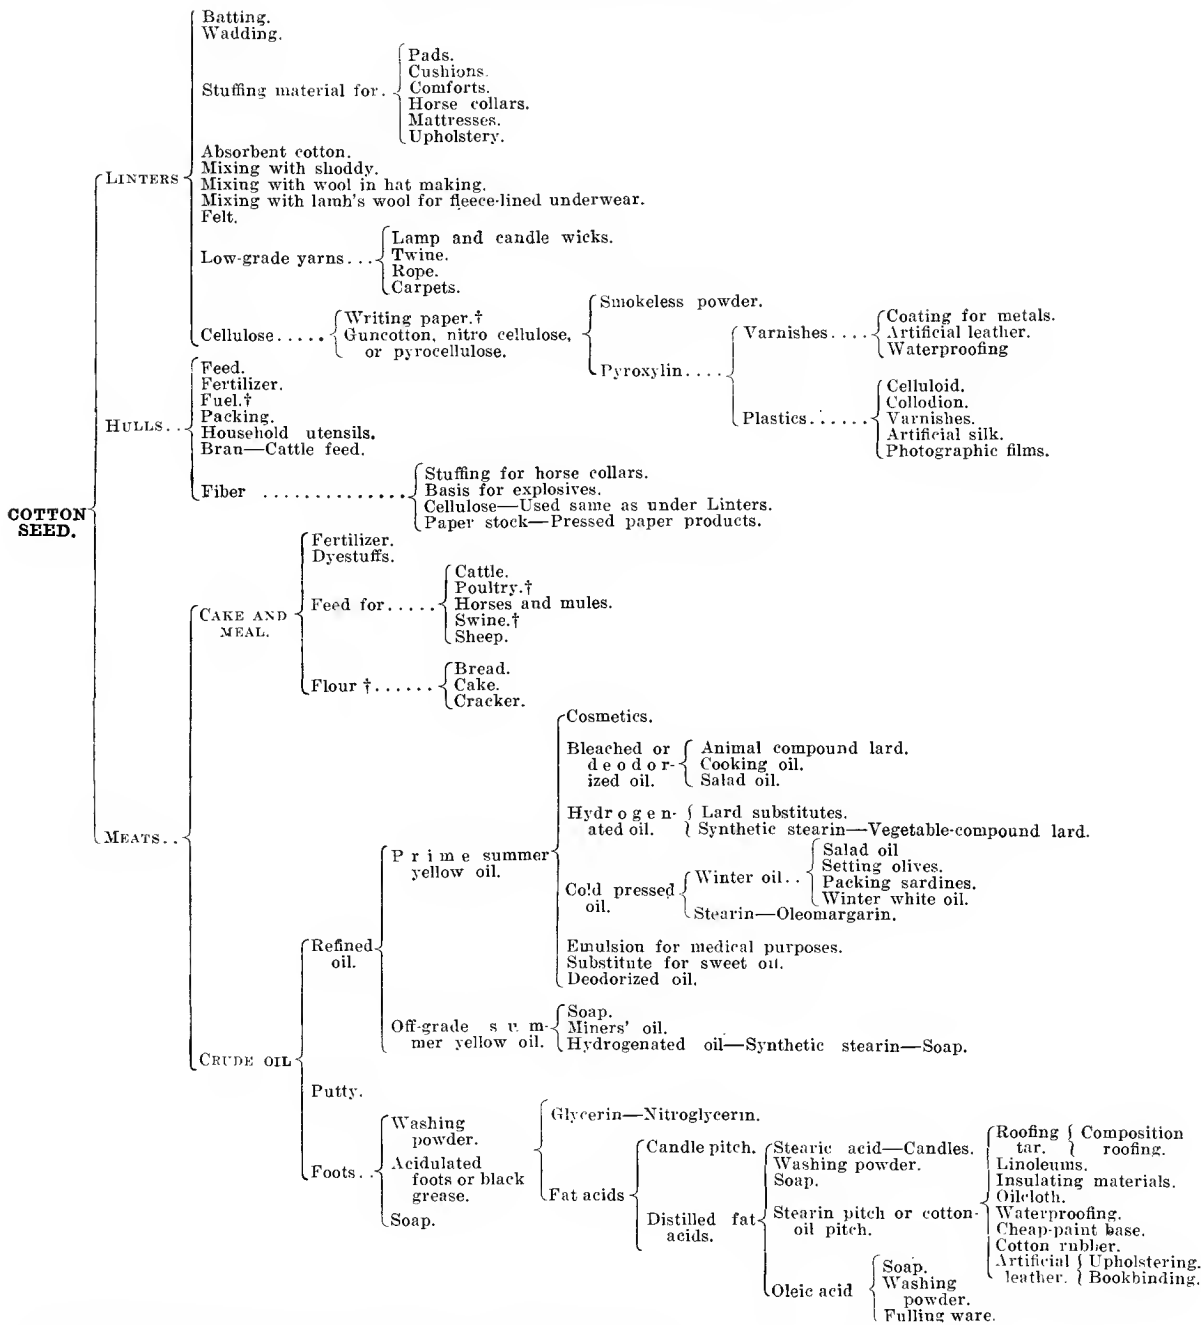 Batting.
Wadding.
Stuffing material for.
Pads.
Cushions.
Comforts.
Horse collars.
Mattresses.
Upholstery.
Absorbent cotton.
Mixing with shoddy.
Mixing with wool in hat making.
Mixing with lamh's wool for fleece-lined underwear.
Felt.
Low-grade yarns...
Lamp and candle wicks.
Twine.
Rope.
Carpets.
Cellulose.....
Writing paper.†
Guncotton, nitro cellulose,
or pyrocellulose.
Smokeless powder.
Pyroxylin....
Varnishes....
Coating for metals.
Artificial leather.
Waterproofing
Plastics......
Celluloid.
Collodion.
Varnishes.
Artificial silk.
Photographic films.
LINTERS
HULLS..
Feed.
Fertilizer.
Fuel.†
Packing.
Household utensils.
Bran—Cattle feed.
Fiber ..............
Stuffing for horse collars.
Basis for explosives.
Cellulose—Used same as under Linters.
Paper stock—Pressed paper products.
COTTON
SEED.
MEATS..
CAKE AND
MEAL.
Fertilizer.
Dyestuffs.
Feed for.....
Cattle.
Poultry.†
Horses and mules.
Swine.†
Sheep.
Flour †......
Bread.
Cake.
Cracker.
CRUDE OIL
Refined
oil.
Prime summer
yellow oil.
Cosmetics.
Bleached or
deodor-
ized oil.
Animal compound lard.
Cooking oil.
Salad oil.
Hydrogen-
ated oil.
Lard substitutes.
Synthetic stearin—Vegetable-compound lard.
Cold pressed
oil.
Winter oil..
Salad oil
Setting olives.
Packing sardines.
Winter white oil.
Stearin—Oleomargarin.
Emulsion for medical purposes.
Substitute for sweet oil.
Deodorized oil.
Off-grade sum-
mer yellow oil.
Soap.
Miners' oil.
Hydrogenated oil—Synthetic stearin—Soap.
Putty.
Foots..
Washing
powder.
Acidulated
foots or black
grease.
Soap.
Glycerin—Nitroglycerin.
Fat acids
Candle pitch.
Distilled fat
acids.
Stearic acid—Candles.
Washing powder.
Soap.
Stearin pitch or cotton-
oil pitch.
Roofing
tar.
Composition
roofing.
Linoleums.
Insulating materials.
Oilcloth.
Waterproofing.
Cheap-paint base.
Cotton rubber.
Artificial
leather.
Upholstering.
Bookbinding.
Oleic acid
Soap.
Washing
powder.
Fulling ware.